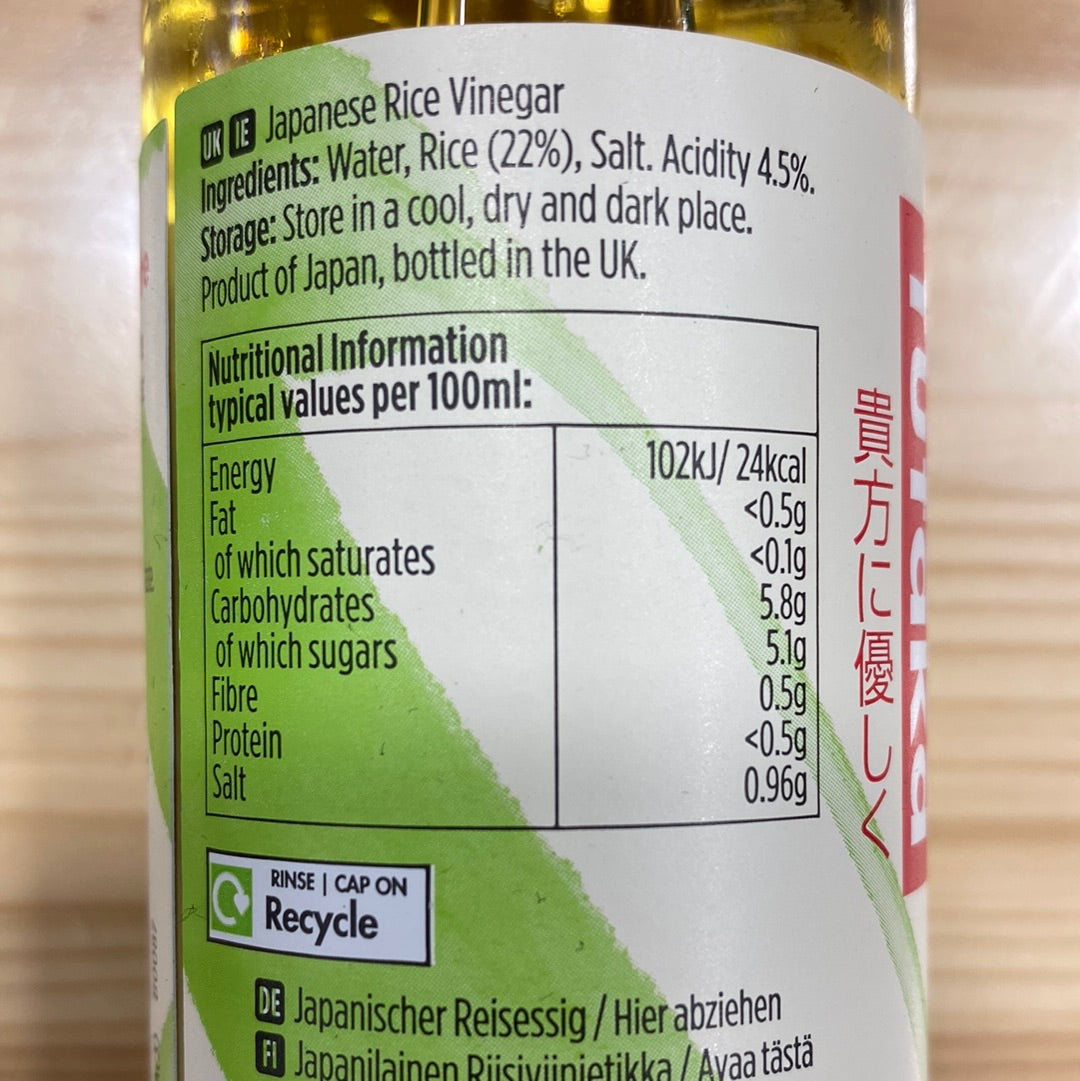 UK IE Japanese Rice Vinegar
Ingredients: Water, Rice (22%), Salt. Acidity 4.5%.
Storage: Store in a cool, dry and dark place.
Product of Japan, bottled in the UK.
Nutritional Information
typical values per 100ml:
Energy 102kJ/ 24kcal
Fat <0.5g
of which saturates <0.1g
Carbohydrates 5.8g
of which sugars 5.1g
Fibre 0.5g
Protein <0.5g
Salt 0.96g
RINSE | CAP ON
Recycle
DE Japanischer Reisessig / Hier abziehen
FI Japanilainen Riisiviinietikka / Avaa tästä
貴方に優しく
Yutaka